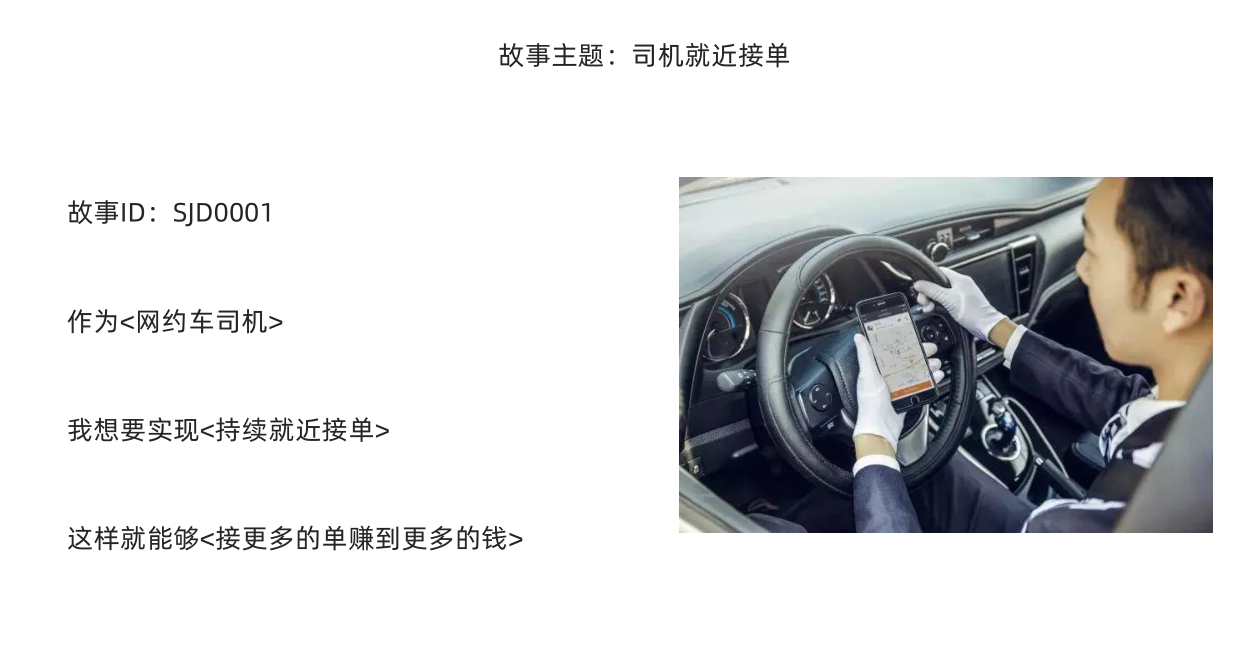 故事主题：司机就近接单
故事ID：SJD0001
作为<网约车司机>
我想要实现<持续就近接单>
这样就能够<接更多的单赚到更多的钱>